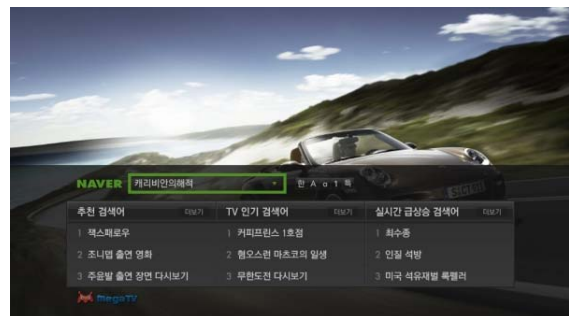 NAVER 캐리비안의해적 한 A a 1 特
추천 검색어 더보기
1 잭스패로우
2 조니뎁 출연 영화
3 주윤발 출연 장면 다시보기
TV 인기 검색어 더보기
1 커피프린스 1호점
2 혐오스런 마츠코의 일생
3 무한도전 다시보기
실시간 급상승 검색어 더보기
1 최수종
2 인질 석방
3 미국 석유재벌 록펠러
megaTV